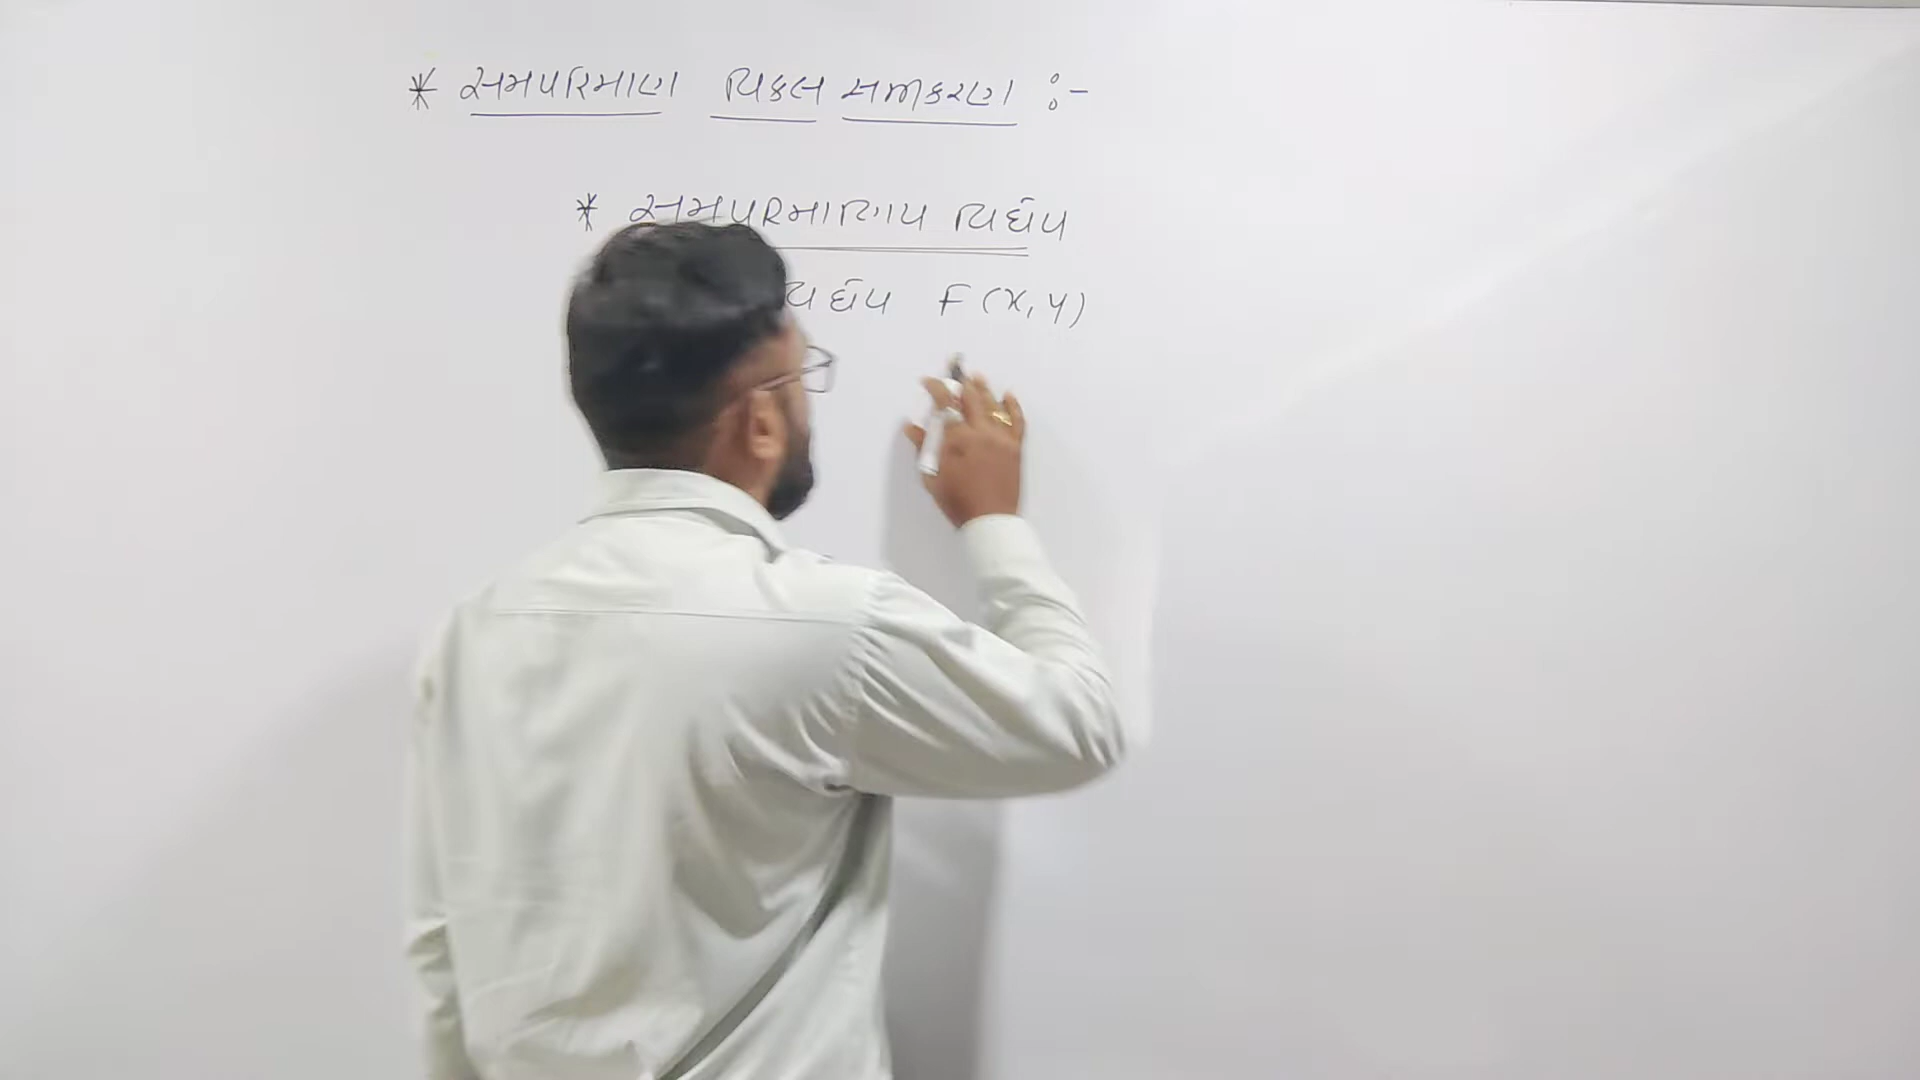 * સમપરિમાણ વિકલ સમીકરણ :-
* સમપરિમાણીય વિધેય
વિધેય F(x, y)